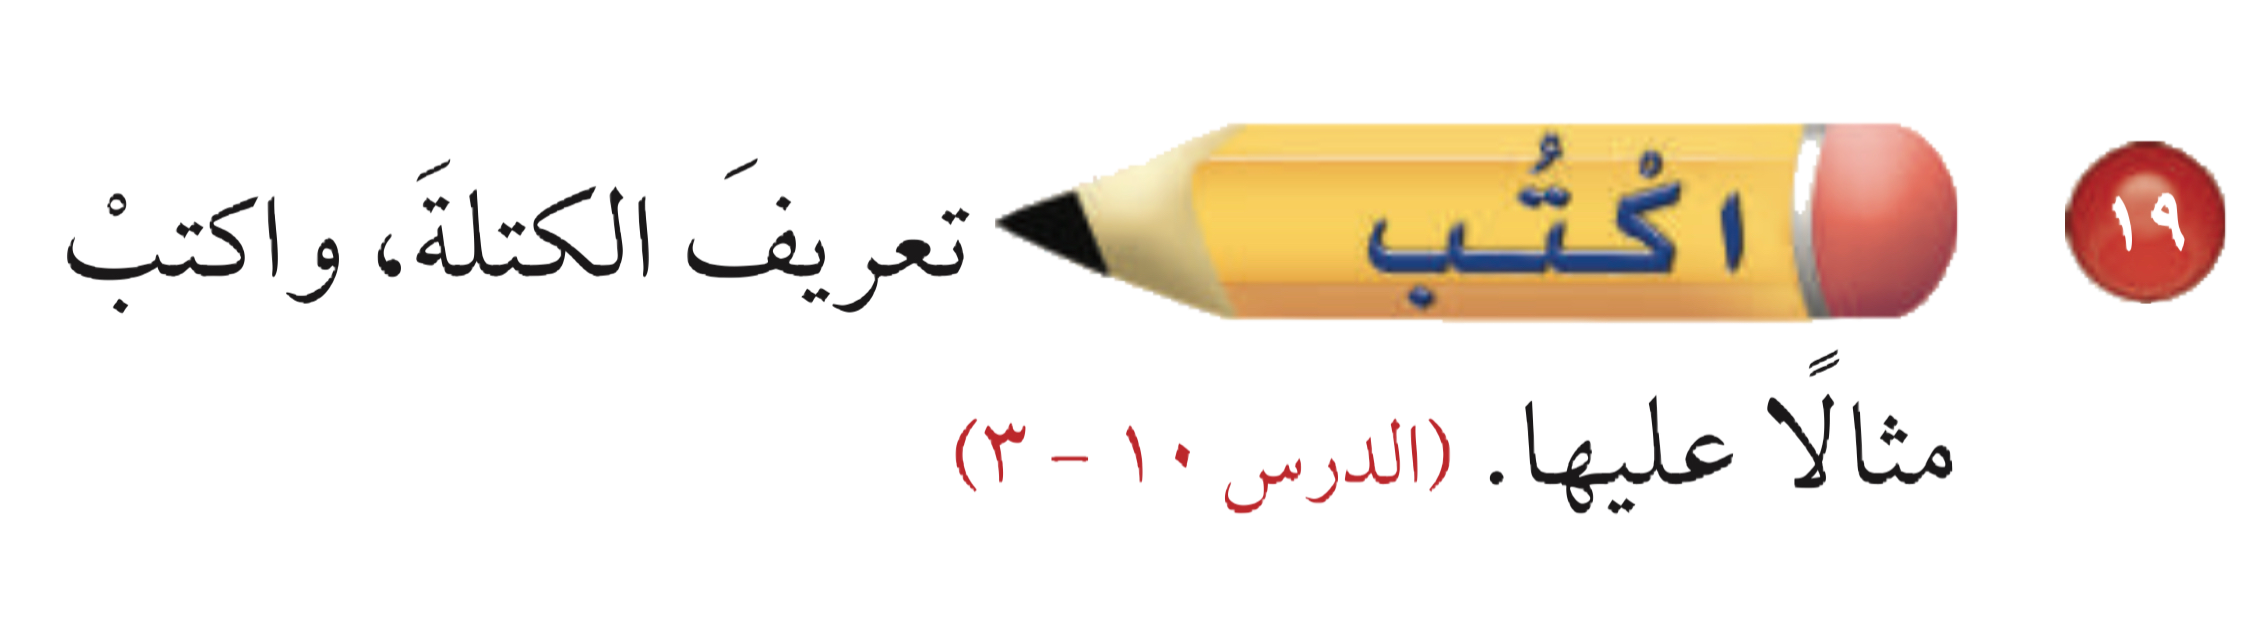 ١٩ اكْتُب تعريفَ الكتلةَ، واكتبْ
مثالًا عليها. (الدرس ١٠ - ٣)